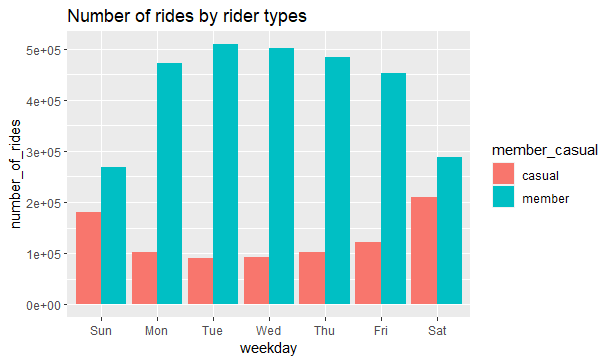 Number of rides by rider types
number_of_rides
5e+05
4e+05
3e+05
2e+05
1e+05
0e+00
Sun Mon Tue Wed Thu Fri Sat
weekday
member_casual
casual
member